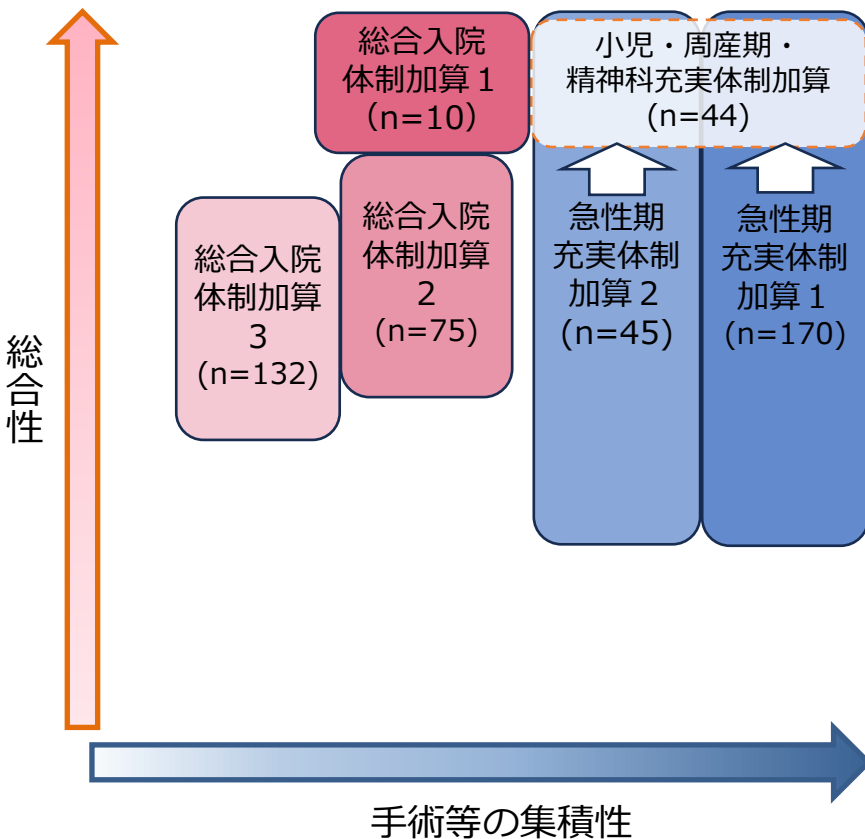 総合入院
体制加算１
（n=10）
小児・周産期・
精神科充実体制加算
(n=44)
総合入院
体制加算
3
(n=132)
総合入院
体制加算
2
(n=75)
急性期
充実体制
加算２
(n=45)
急性期
充実体制
加算１
(n=170)
総合性
手術等の集積性